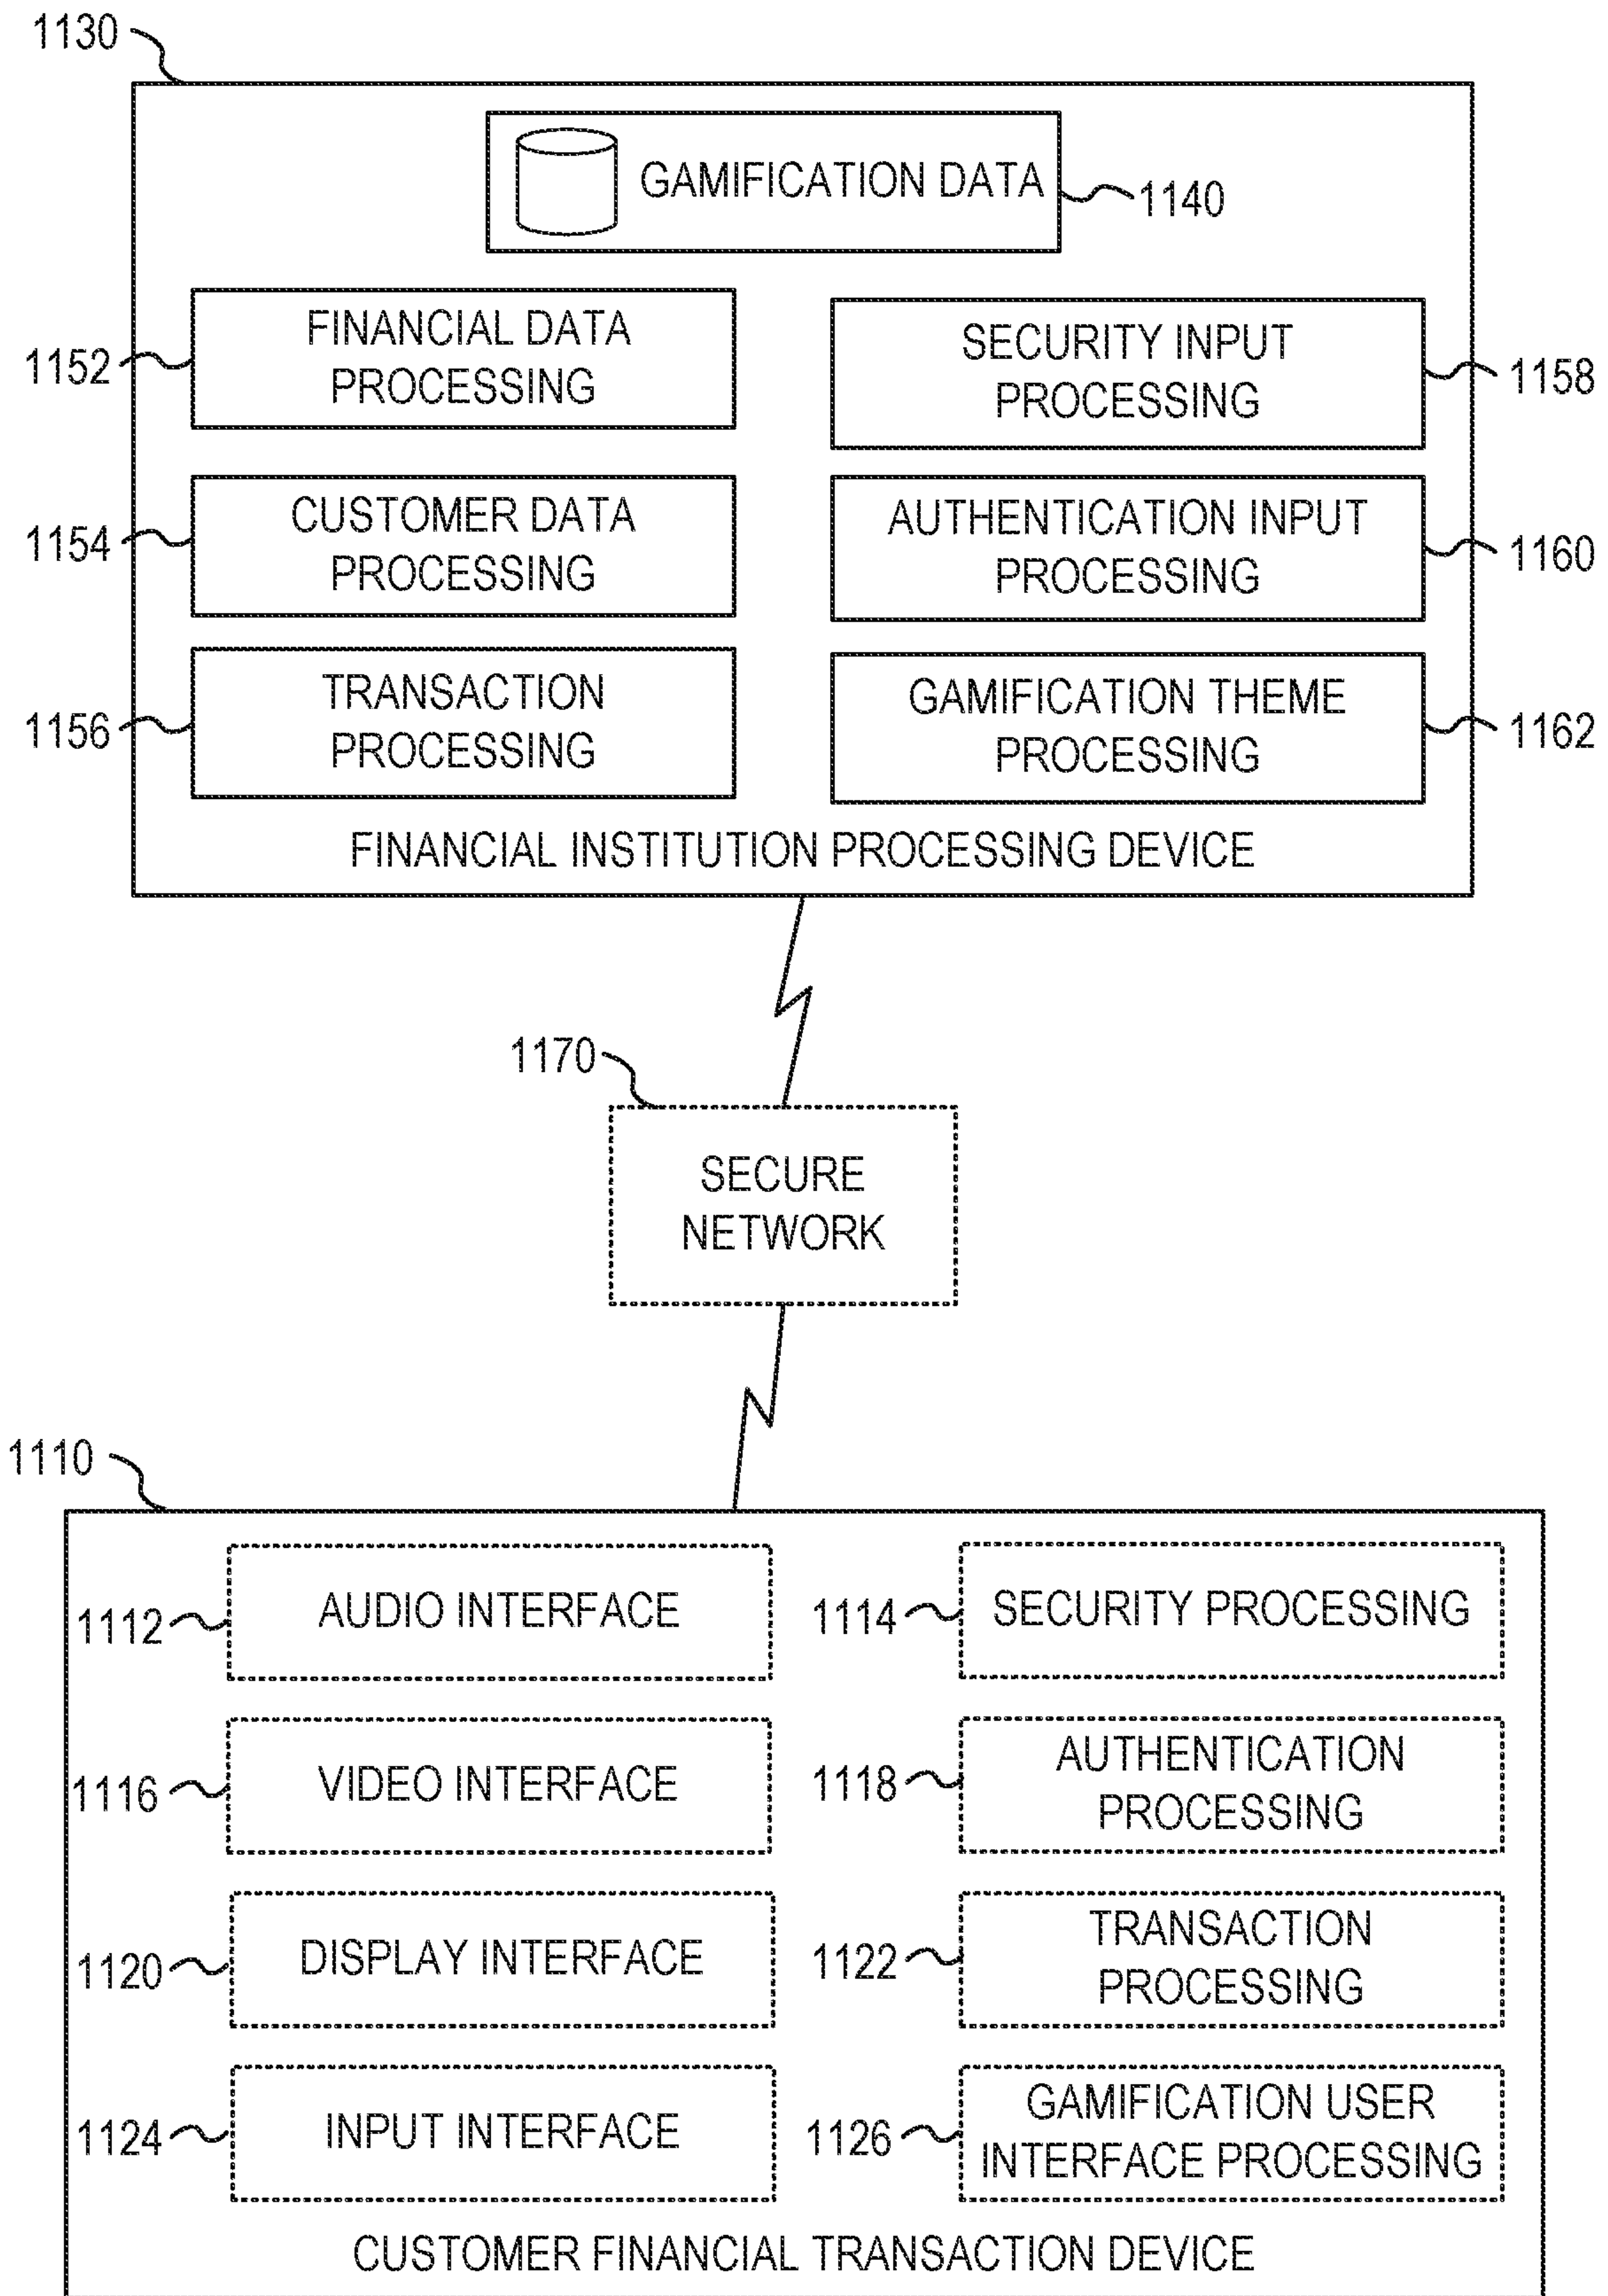 1130
GAMIFICATION DATA
1140
FINANCIAL DATA
PROCESSING
1152
SECURITY INPUT
PROCESSING
1158
CUSTOMER DATA
PROCESSING
1154
AUTHENTICATION INPUT
PROCESSING
1160
TRANSACTION
PROCESSING
1156
GAMIFICATION THEME
PROCESSING
1162
FINANCIAL INSTITUTION PROCESSING DEVICE
1170
SECURE
NETWORK
1110
1112
AUDIO INTERFACE
1114
SECURITY PROCESSING
1116
VIDEO INTERFACE
1118
AUTHENTICATION
PROCESSING
1120
DISPLAY INTERFACE
1122
TRANSACTION
PROCESSING
1124
INPUT INTERFACE
1126
GAMIFICATION USER
INTERFACE PROCESSING
CUSTOMER FINANCIAL TRANSACTION DEVICE